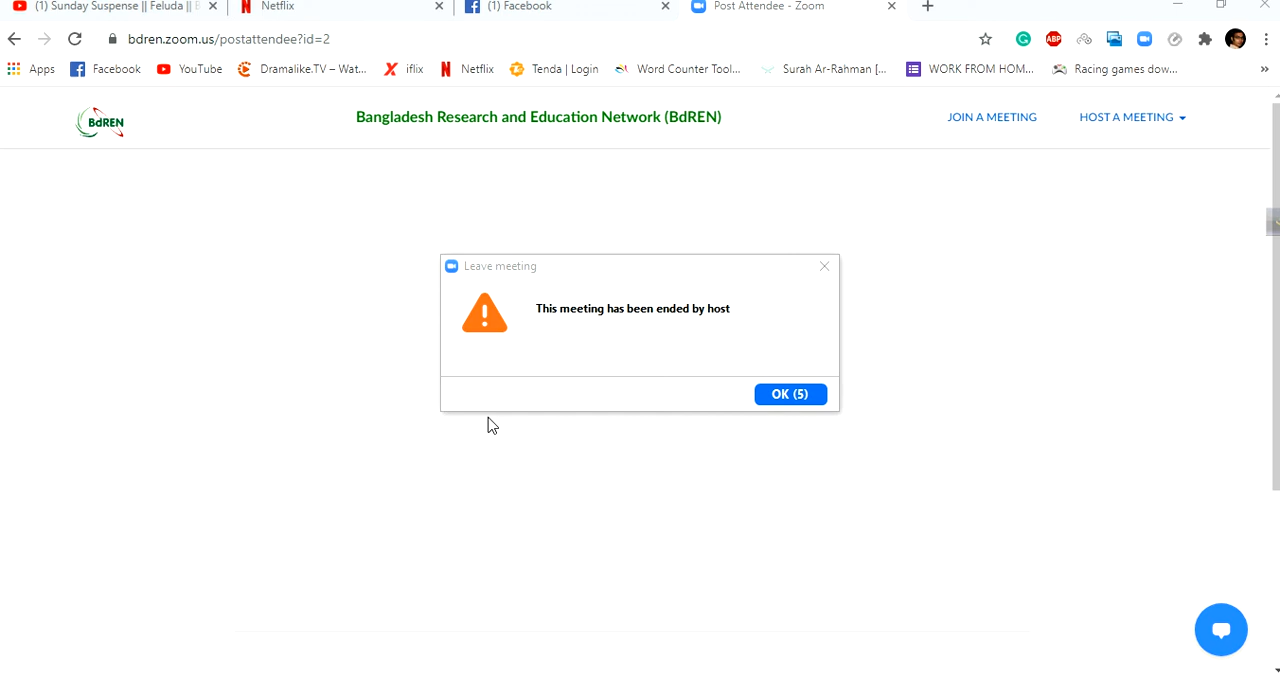 (1) Sunday Suspense || Feluda ||
Netflix
(1) Facebook
Post Attendee - Zoom
bdren.zoom.us/postattendee?id=2
ABP
Apps
Facebook
YouTube
Dramalike.TV – Wat...
iflix
Netflix
Tenda | Login
Word Counter Tool...
Surah Ar-Rahman [...
WORK FROM HOM...
Racing games dow...
»
BdREN
Bangladesh Research and Education Network (BdREN)
JOIN A MEETING
HOST A MEETING
Leave meeting
This meeting has been ended by host
OK (5)